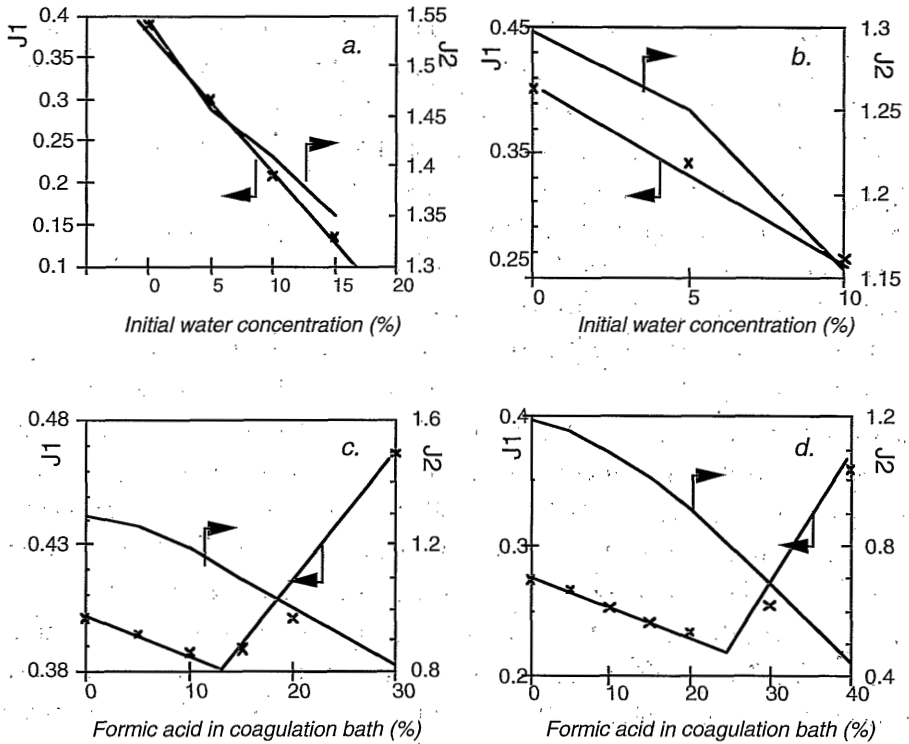 0.4
0.35
0.3
0.25
0.2
0.15
0.1
J1
a.
1.55
1.5
1.45
1.4
1.35
1.3
J2
0 5 10 15 20
Initial water concentration (%)
0.45
0.35
0.25
J1
b.
1.3
1.25
1.2
1.15
J2
0 5 10
Initial water concentration (%)
0.48
0.43
0.38
J1
c.
1.6
1.2
0.8
J2
0 10 20 30
Formic acid in coagulation bath (%)
0.4
0.3
0.2
J1
d.
1.2
0.8
0.4
J2
0 10 20 30 40
Formic acid in coagulation bath (%)